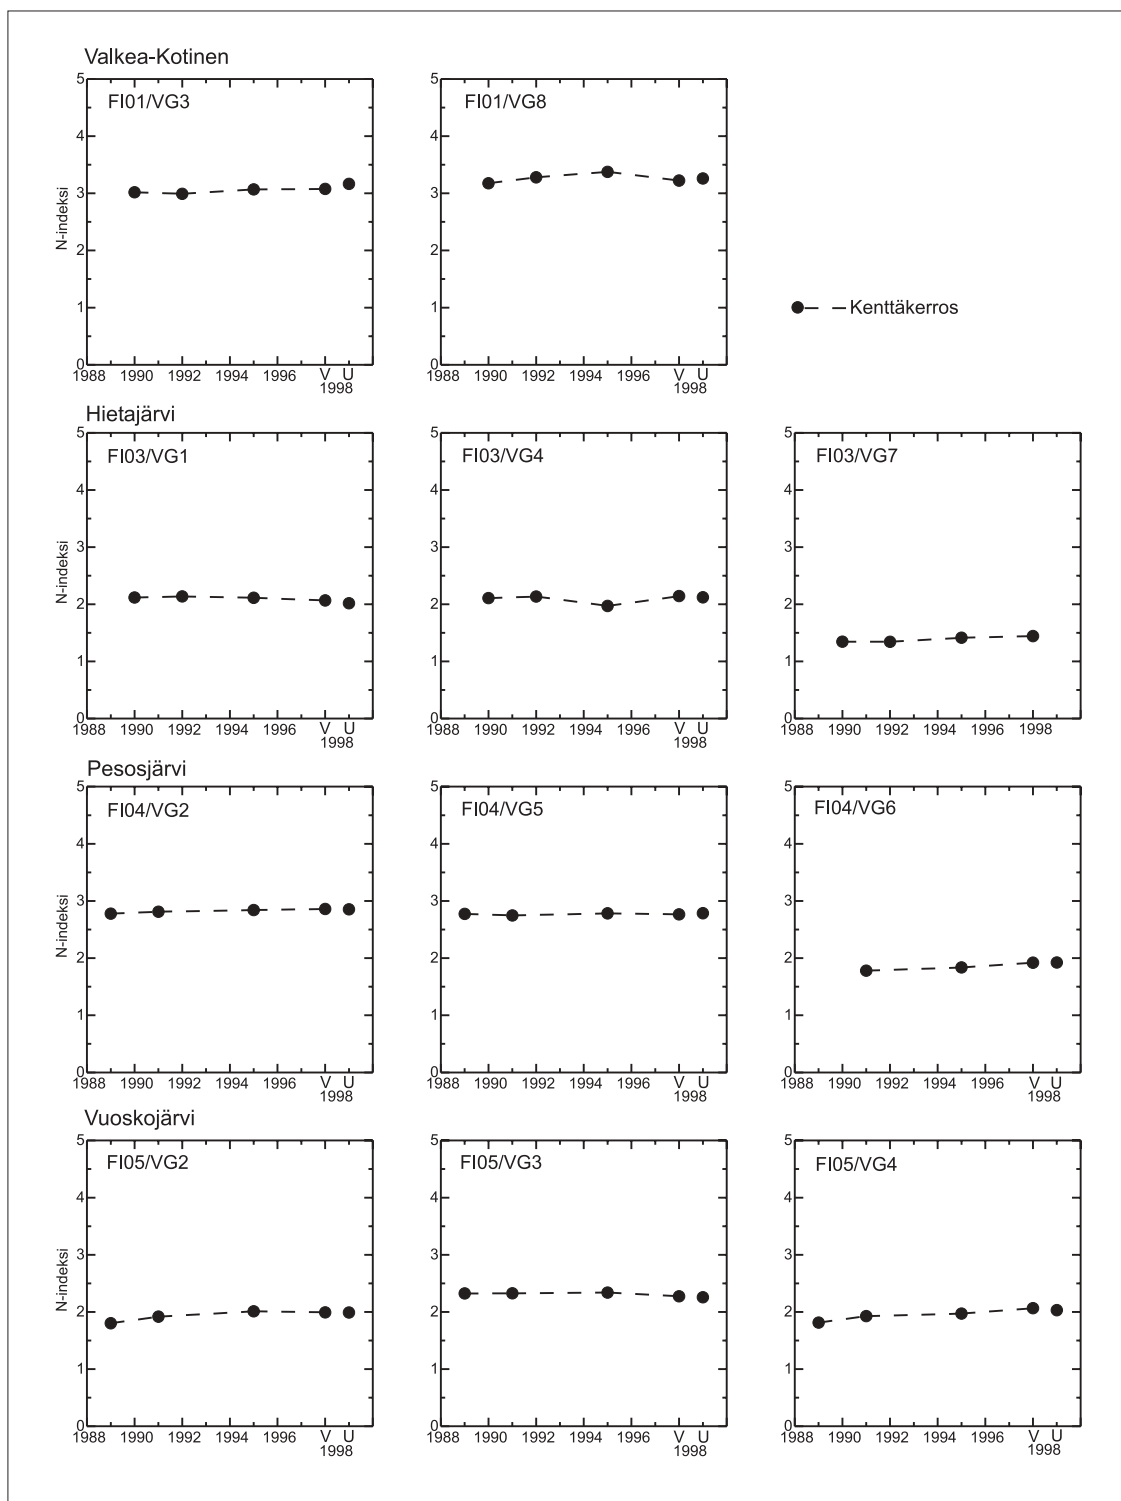 Valkea-Kotinen
FI01/VG3
FI01/VG8
N-indeksi
5
4
3
2
1
0
1988 1990 1992 1994 1996 V U
1998
5
4
3
2
1
0
1988 1990 1992 1994 1996 V U
1998
Kenttäkerros
Hietajärvi
FI03/VG1
FI03/VG4
FI03/VG7
N-indeksi
5
4
3
2
1
0
1988 1990 1992 1994 1996 V U
1998
5
4
3
2
1
0
1988 1990 1992 1994 1996 V U
1998
5
4
3
2
1
0
1988 1990 1992 1994 1996 1998
Pesosjärvi
FI04/VG2
FI04/VG5
FI04/VG6
N-indeksi
5
4
3
2
1
0
1988 1990 1992 1994 1996 V U
1998
5
4
3
2
1
0
1988 1990 1992 1994 1996 V U
1998
5
4
3
2
1
0
1988 1990 1992 1994 1996 V U
1998
Vuoskojärvi
FI05/VG2
FI05/VG3
FI05/VG4
N-indeksi
5
4
3
2
1
0
1988 1990 1992 1994 1996 V U
1998
5
4
3
2
1
0
1988 1990 1992 1994 1996 V U
1998
5
4
3
2
1
0
1988 1990 1992 1994 1996 V U
1998